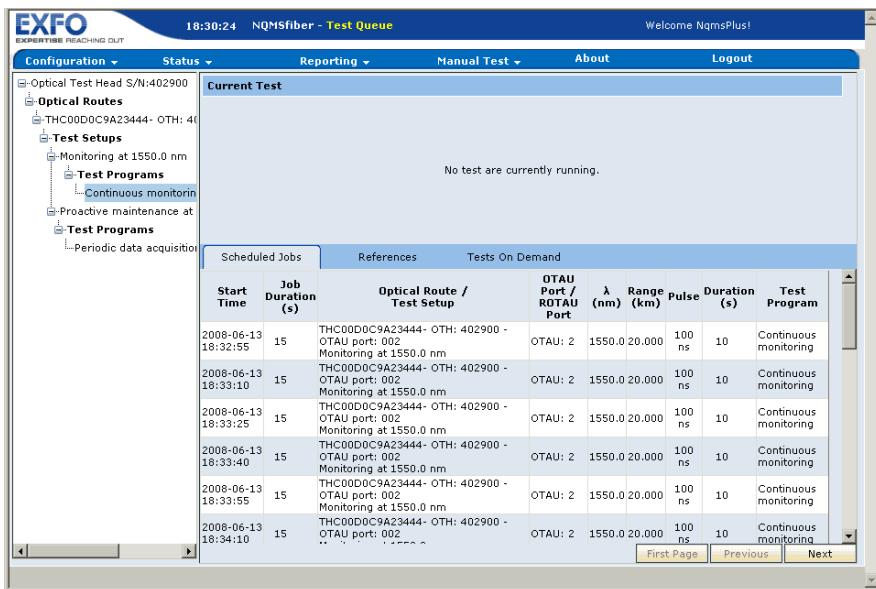 EXFO
EXPERTISE REACHING OUT
18:30:24 NQMSfiber - Test Queue Welcome NqmsPlus!
Configuration Status Reporting Manual Test About Logout
Optical Test Head S/N:402900
Optical Routes
THC00D0C9A23444- OTH: 40
Test Setups
Monitoring at 1550.0 nm
Test Programs
Continuous monitorin
Proactive maintenance at
Test Programs
Periodic data acquisition
Current Test
No test are currently running.
Scheduled Jobs References Tests On Demand
Start Time Job Duration (s) Optical Route / Test Setup OTAU Port / ROTAU Port λ (nm) Range (km) Pulse Duration (s) Test Program
2008-06-13 18:32:55 15 THC00D0C9A23444- OTH: 402900 - OTAU port: 002 Monitoring at 1550.0 nm OTAU: 2 1550.0 20.000 100 ns 10 Continuous monitoring
2008-06-13 18:33:10 15 THC00D0C9A23444- OTH: 402900 - OTAU port: 002 Monitoring at 1550.0 nm OTAU: 2 1550.0 20.000 100 ns 10 Continuous monitoring
2008-06-13 18:33:25 15 THC00D0C9A23444- OTH: 402900 - OTAU port: 002 Monitoring at 1550.0 nm OTAU: 2 1550.0 20.000 100 ns 10 Continuous monitoring
2008-06-13 18:33:40 15 THC00D0C9A23444- OTH: 402900 - OTAU port: 002 Monitoring at 1550.0 nm OTAU: 2 1550.0 20.000 100 ns 10 Continuous monitoring
2008-06-13 18:33:55 15 THC00D0C9A23444- OTH: 402900 - OTAU port: 002 Monitoring at 1550.0 nm OTAU: 2 1550.0 20.000 100 ns 10 Continuous monitoring
2008-06-13 18:34:10 15 THC00D0C9A23444- OTH: 402900 - OTAU port: 002 OTAU: 2 1550.0 20.000 100 ns 10 Continuous monitoring
First Page Previous Next